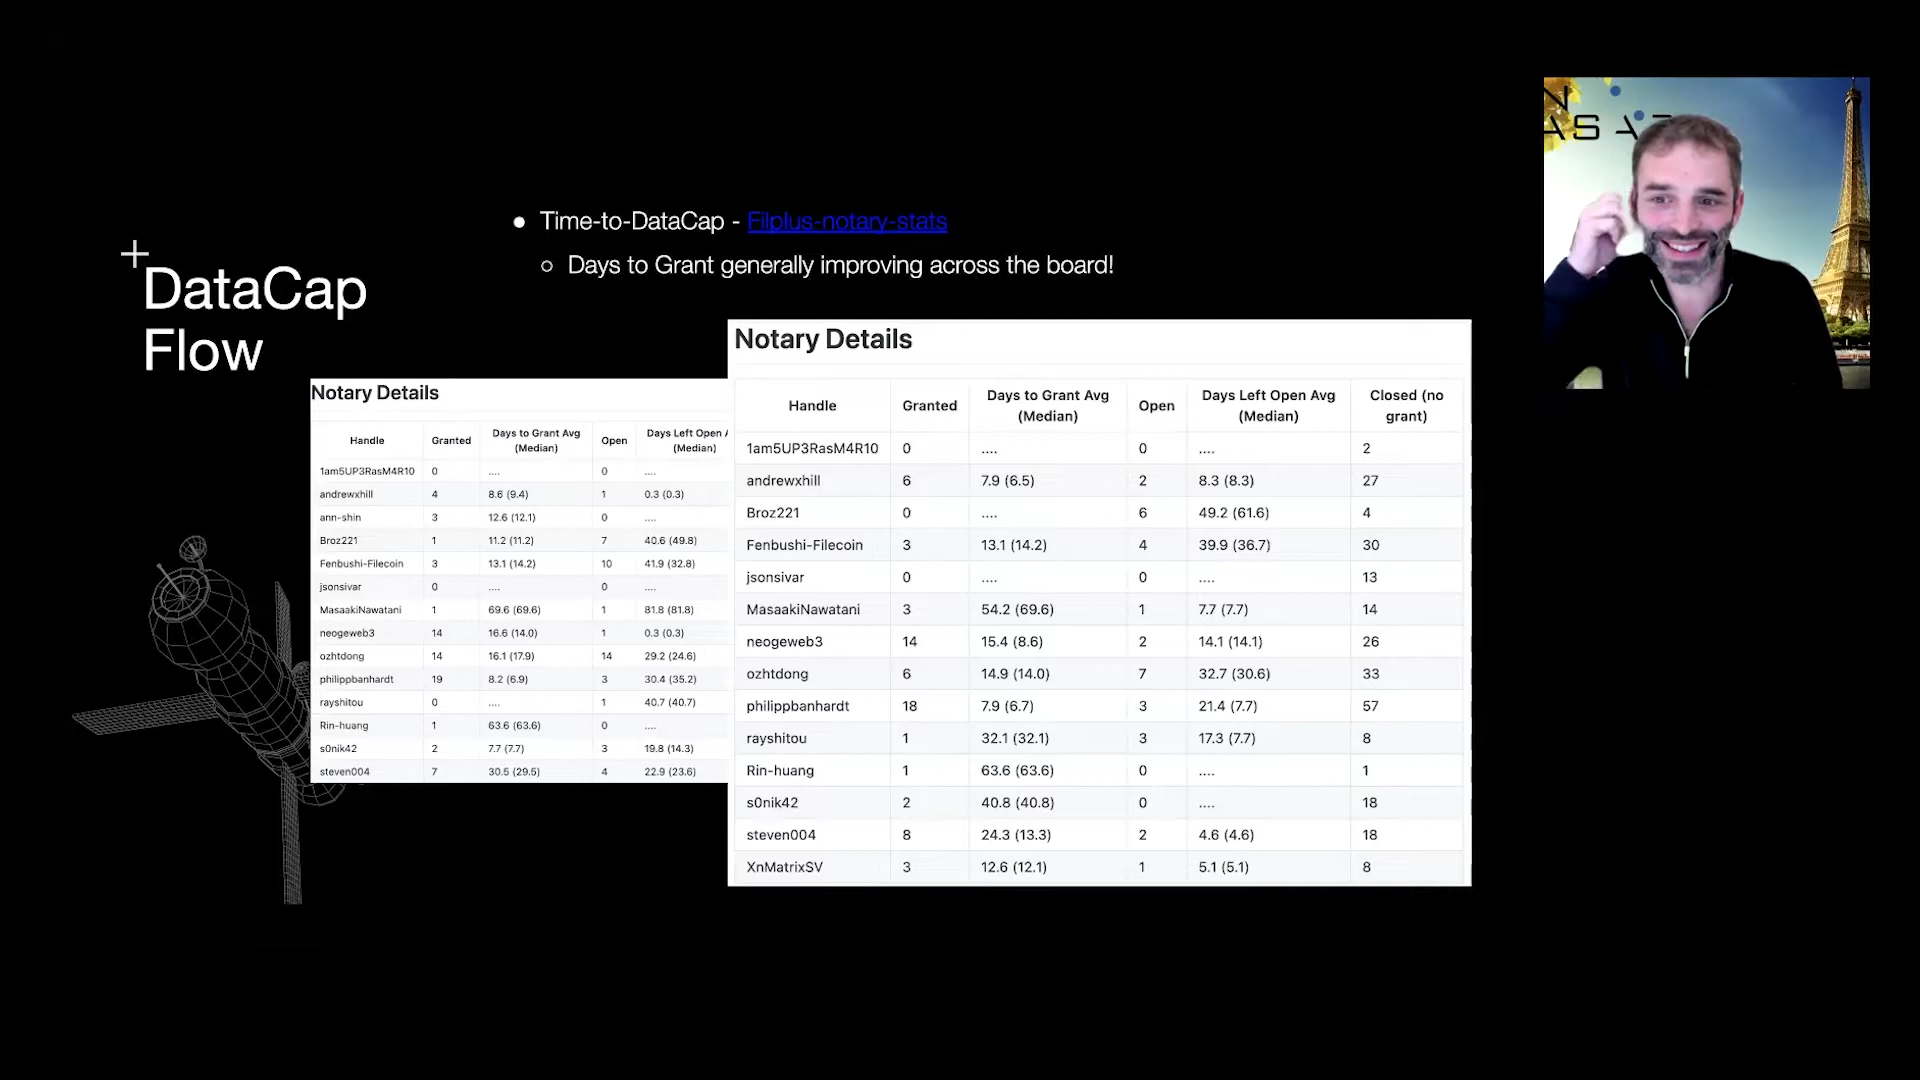 DataCap
Flow
● Time-to-DataCap - Filplus-notary-stats
○ Days to Grant generally improving across the board!
Notary Details
Handle Granted Days to Grant Avg (Median) Open Days Left Open A (Median)
1am5UP3RasM4R10 0 .... 0 ....
andrewxhill 4 8.6 (9.4) 1 0.3 (0.3)
ann-shin 3 12.6 (12.1) 0 ....
Broz221 1 11.2 (11.2) 7 40.6 (49.8)
Fenbushi-Filecoin 3 13.1 (14.2) 10 41.9 (32.8)
jsonsivar 0 .... 0 ....
MasaakiNawatani 1 69.6 (69.6) 1 81.8 (81.8)
neogeweb3 14 16.6 (14.0) 1 0.3 (0.3)
ozhtdong 14 16.1 (17.9) 14 29.2 (24.6)
philippbanhardt 19 8.2 (6.9) 3 30.4 (35.2)
rayshitou 0 .... 1 40.7 (40.7)
Rin-huang 1 63.6 (63.6) 0 ....
s0nik42 2 7.7 (7.7) 3 19.8 (14.3)
steven004 7 30.5 (29.5) 4 22.9 (23.6)
Notary Details
Handle Granted Days to Grant Avg (Median) Open Days Left Open Avg (Median) Closed (no grant)
1am5UP3RasM4R10 0 .... 0 .... 2
andrewxhill 6 7.9 (6.5) 2 8.3 (8.3) 27
Broz221 0 .... 6 49.2 (61.6) 4
Fenbushi-Filecoin 3 13.1 (14.2) 4 39.9 (36.7) 30
jsonsivar 0 .... 0 .... 13
MasaakiNawatani 3 54.2 (69.6) 1 7.7 (7.7) 14
neogeweb3 14 15.4 (8.6) 2 14.1 (14.1) 26
ozhtdong 6 14.9 (14.0) 7 32.7 (30.6) 33
philippbanhardt 18 7.9 (6.7) 3 21.4 (7.7) 57
rayshitou 1 32.1 (32.1) 3 17.3 (7.7) 8
Rin-huang 1 63.6 (63.6) 0 .... 1
s0nik42 2 40.8 (40.8) 0 .... 18
steven004 8 24.3 (13.3) 2 4.6 (4.6) 18
XnMatrixSV 3 12.6 (12.1) 1 5.1 (5.1) 8